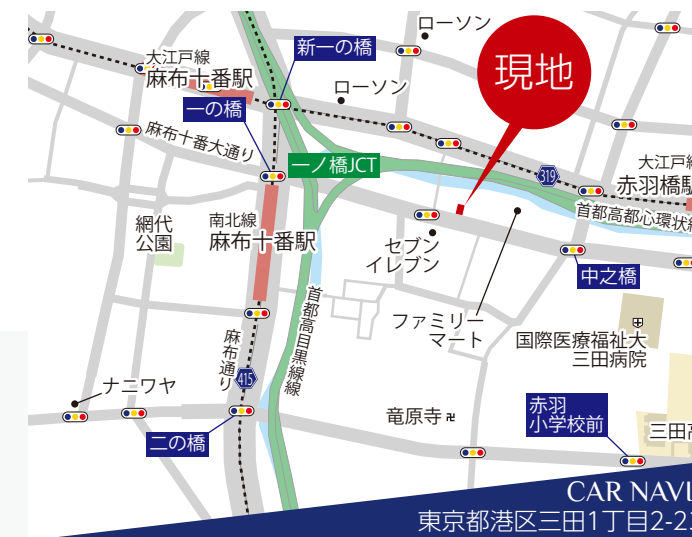 ローソン
新一の橋
大江戸線
麻布十番駅
現地
ローソン
一の橋
麻布十番大通り
一ノ橋JCT
319
大江戸線
赤羽橋駅
首都高都心環状線
網代
公園
南北線
麻布十番駅
セブン
イレブン
中之橋
首都高目黒線線
ファミリー
マート
国際医療福祉大
三田病院
麻布通り
415
ナニワヤ
二の橋
竜原寺卍
赤羽
小学校前
三田高
CAR NAVI
東京都港区三田1丁目2-23